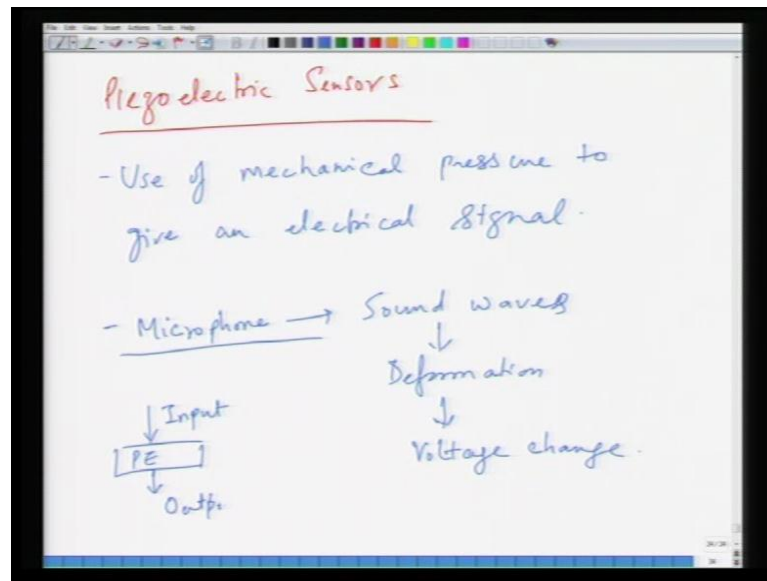 Piezoelectric Sensors
- Use of mechanical pressure to
give an electrical signal.
- Microphone → Sound waves
↓
Deformation
↓
Voltage change.
↓ Input
PE
↓
Outp.